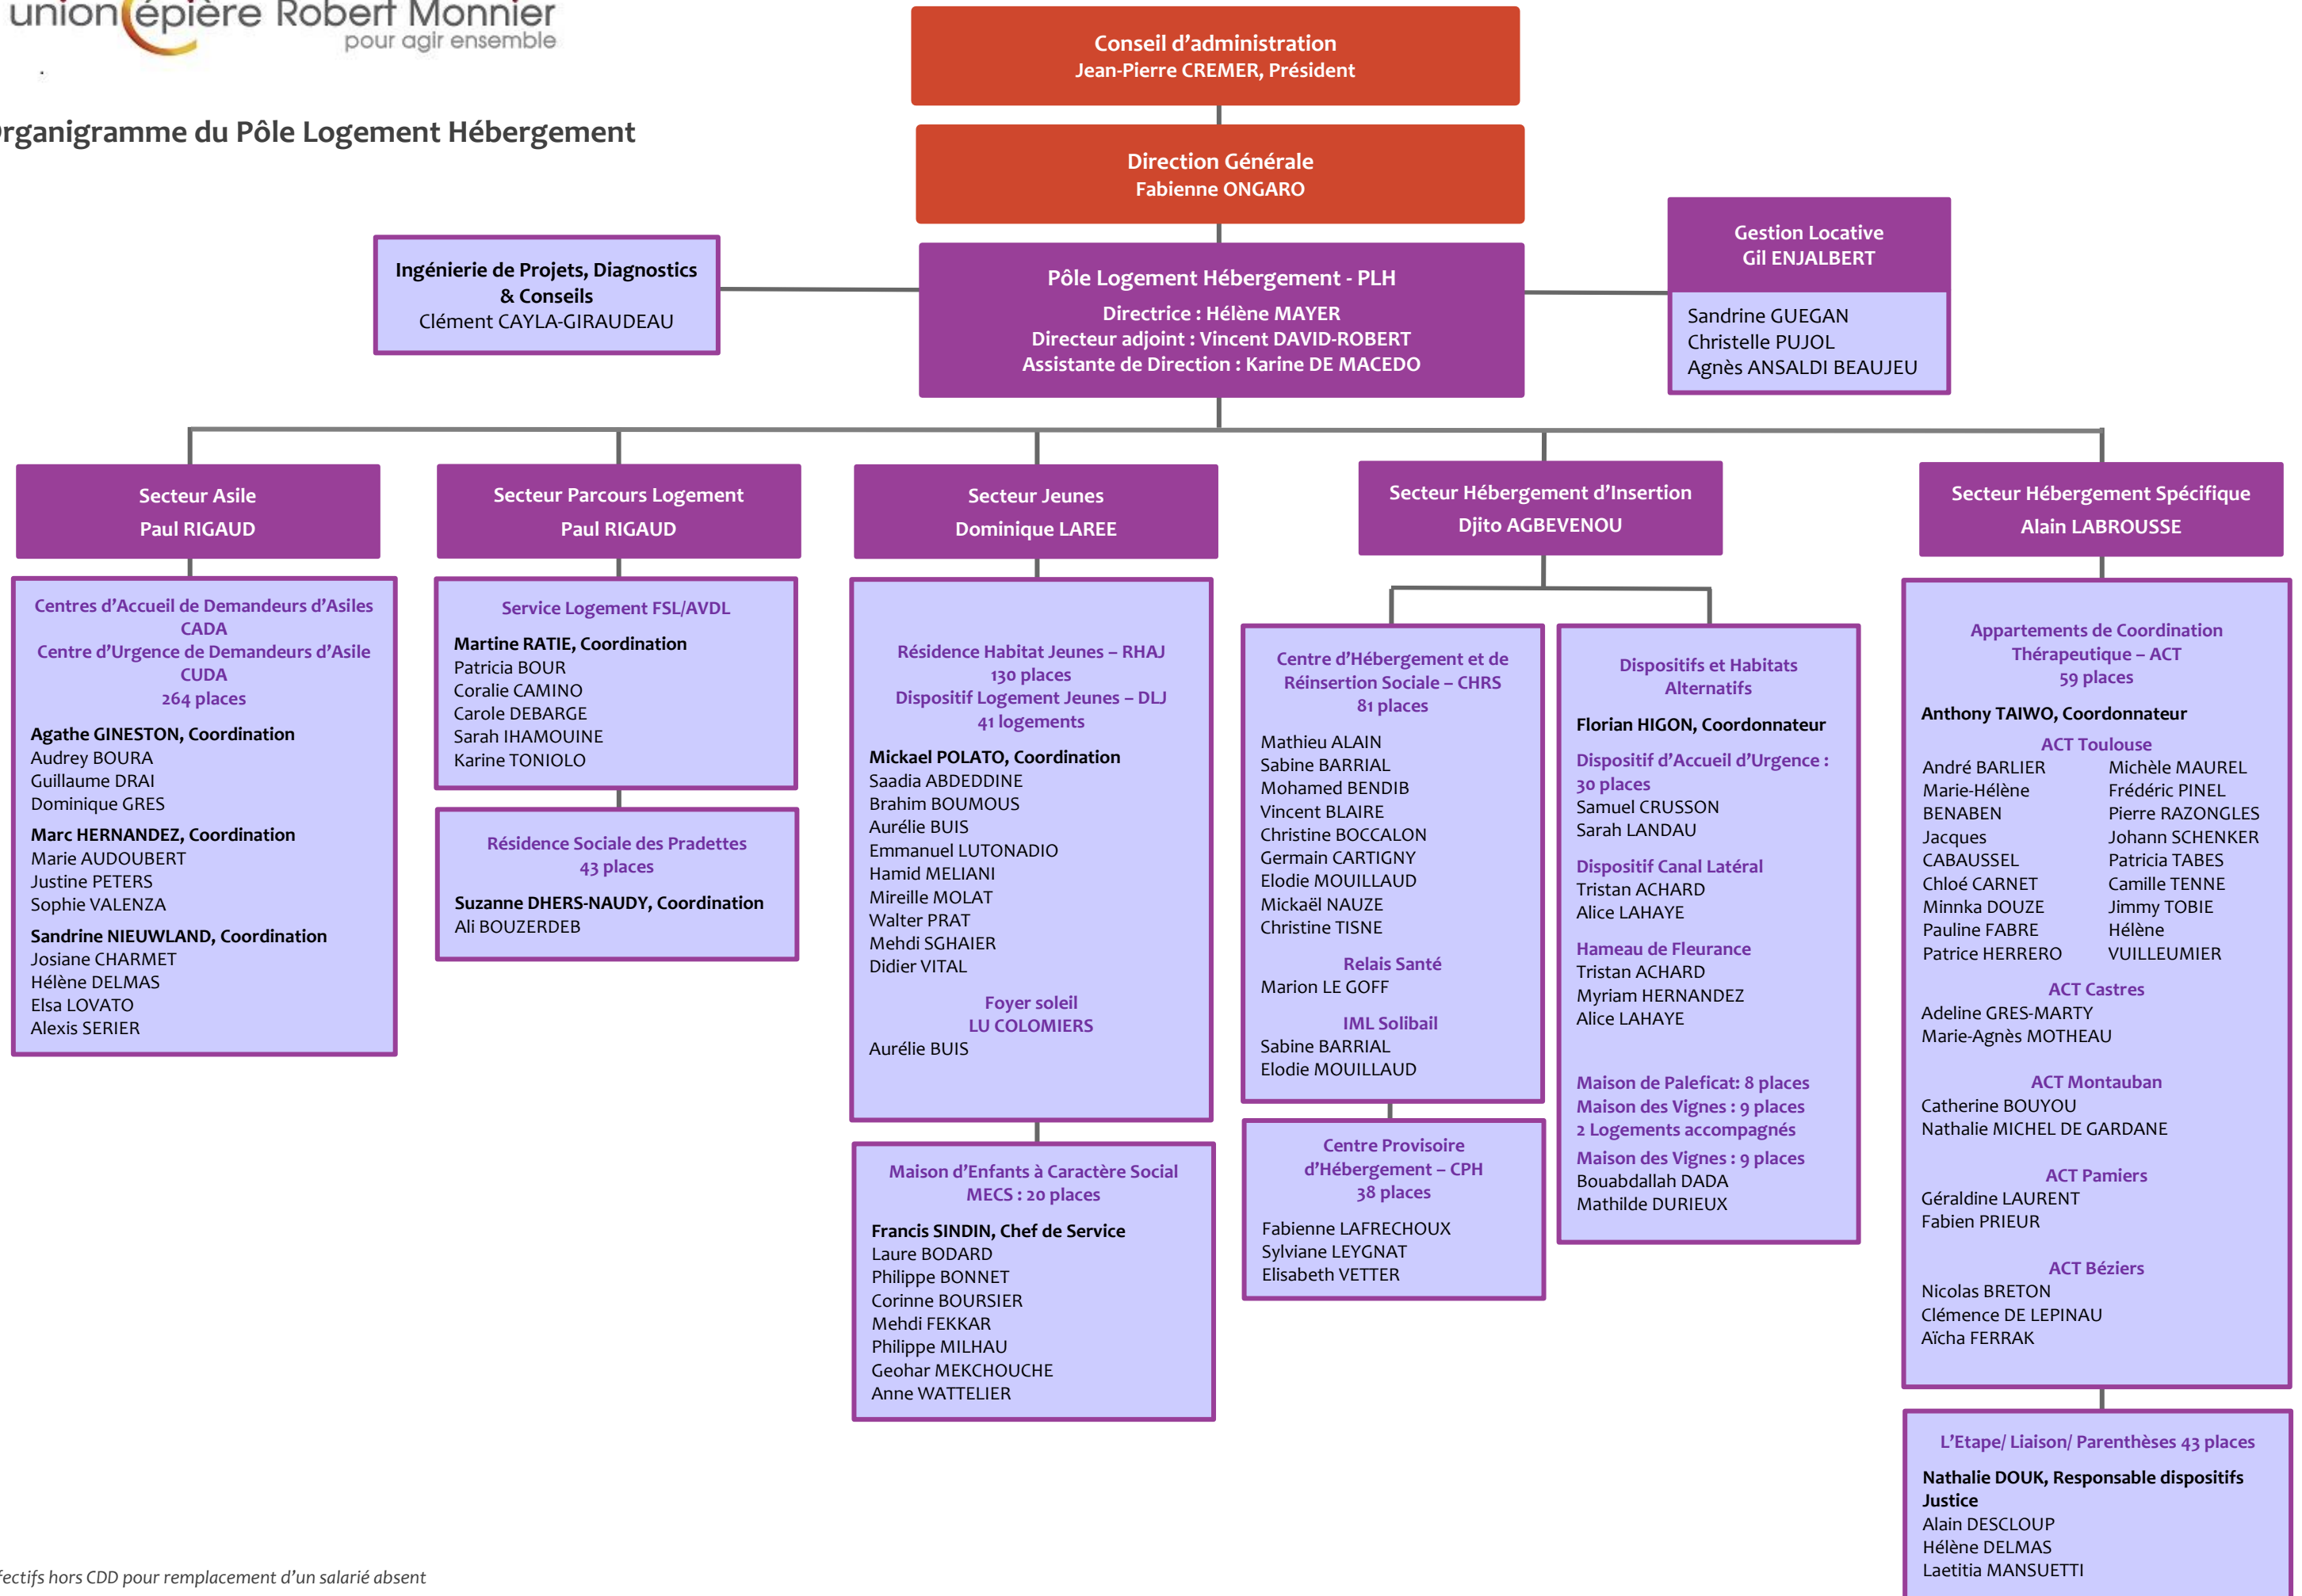 union cépière Robert Monnier
pour agir ensemble
Organigramme du Pôle Logement Hébergement
Conseil d'administration
Jean-Pierre CREMER, Président
Direction Générale
Fabienne ONGARO
Ingénierie de Projets, Diagnostics
& Conseils
Clément CAYLA-GIRAUDEAU
Pôle Logement Hébergement - PLH
Directrice : Hélène MAYER
Directeur adjoint : Vincent DAVID-ROBERT
Assistante de Direction : Karine DE MACEDO
Gestion Locative
Gil ENJALBERT
Sandrine GUEGAN
Christelle PUJOL
Agnès ANSALDI BEAUJEU
Secteur Asile
Paul RIGAUD
Centres d'Accueil de Demandeurs d'Asiles
CADA
Centre d'Urgence de Demandeurs d'Asile
CUDA
264 places
Agathe GINESTON, Coordination
Audrey BOURA
Guillaume DRAI
Dominique GRES
Marc HERNANDEZ, Coordination
Marie AUDOUBERT
Justine PETERS
Sophie VALENZA
Sandrine NIEUWLAND, Coordination
Josiane CHARMET
Hélène DELMAS
Elsa LOVATO
Alexis SERIER
Secteur Parcours Logement
Paul RIGAUD
Service Logement FSL/AVDL
Martine RATIE, Coordination
Patricia BOUR
Coralie CAMINO
Carole DEBARGE
Sarah IHAMOUINE
Karine TONIOLO
Résidence Sociale des Pradettes
43 places
Suzanne DHERS-NAUDY, Coordination
Ali BOUZERDEB
Secteur Jeunes
Dominique LAREE
Résidence Habitat Jeunes – RHAJ
130 places
Dispositif Logement Jeunes – DLJ
41 logements
Mickael POLATO, Coordination
Saadia ABDEDDINE
Brahim BOUMOUS
Aurélie BUIS
Emmanuel LUTONADIO
Hamid MELIANI
Mireille MOLAT
Walter PRAT
Mehdi SGHAIER
Didier VITAL
Foyer soleil
LU COLOMIERS
Aurélie BUIS
Maison d'Enfants à Caractère Social
MECS : 20 places
Francis SINDIN, Chef de Service
Laure BODARD
Philippe BONNET
Corinne BOURSIER
Mehdi FEKKAR
Philippe MILHAU
Geohar MEKCHOUCHE
Anne WATTELIER
Secteur Hébergement d'Insertion
Djito AGBEVENOU
Centre d'Hébergement et de
Réinsertion Sociale – CHRS
81 places
Mathieu ALAIN
Sabine BARRIAL
Mohamed BENDIB
Vincent BLAIRE
Christine BOCCALON
Germain CARTIGNY
Elodie MOUILLAUD
Mickaël NAUZE
Christine TISNE
Relais Santé
Marion LE GOFF
IML Solibail
Sabine BARRIAL
Elodie MOUILLAUD
Centre Provisoire
d'Hébergement – CPH
38 places
Fabienne LAFRECHOUX
Sylviane LEYGNAT
Elisabeth VETTER
Dispositifs et Habitats
Alternatifs
Florian HIGON, Coordonnateur
Dispositif d'Accueil d'Urgence :
30 places
Samuel CRUSSON
Sarah LANDAU
Dispositif Canal Latéral
Tristan ACHARD
Alice LAHAYE
Hameau de Fleurance
Tristan ACHARD
Myriam HERNANDEZ
Alice LAHAYE
Maison de Paleficat: 8 places
Maison des Vignes : 9 places
2 Logements accompagnés
Maison des Vignes : 9 places
Bouabdallah DADA
Mathilde DURIEUX
Secteur Hébergement Spécifique
Alain LABROUSSE
Appartements de Coordination
Thérapeutique – ACT
59 places
Anthony TAIWO, Coordonnateur
ACT Toulouse
André BARLIER
Marie-Hélène
BENABEN
Jacques
CABAUSSEL
Chloé CARNET
Minnka DOUZE
Pauline FABRE
Patrice HERRERO
Michèle MAUREL
Frédéric PINEL
Pierre RAZONGLES
Johann SCHENKER
Patricia TABES
Camille TENNE
Jimmy TOBIE
Hélène
VUILLEUMIER
ACT Castres
Adeline GRES-MARTY
Marie-Agnès MOTHEAU
ACT Montauban
Catherine BOUYOU
Nathalie MICHEL DE GARDANE
ACT Pamiers
Géraldine LAURENT
Fabien PRIEUR
ACT Béziers
Nicolas BRETON
Clémence DE LEPINAU
Aïcha FERRAK
L'Etape/ Liaison/ Parenthèses 43 places
Nathalie DOUK, Responsable dispositifs
Justice
Alain DESCLOUP
Hélène DELMAS
Laetitia MANSUETTI
fectifs hors CDD pour remplacement d'un salarié absent